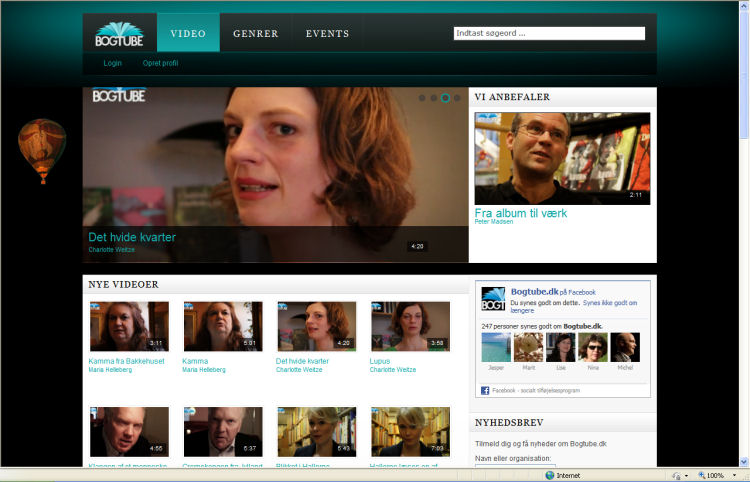 BOGTUBE
VIDEO
GENRER
EVENTS
Indtast søgeord ...
Login
Opret profil
BOGTUBE
Det hvide kvarter
Charlotte Weitze
4:20
VI ANBEFALER
2:11
Fra album til værk
Peter Madsen
NYE VIDEOER
3:11
Kamma fra Bakkehuset
Maria Helleberg
5:01
Kamma
Maria Helleberg
4:20
Det hvide kvarter
Charlotte Weitze
3:58
Lupus
Charlotte Weitze
4:55
Klangen af et menneske
5:37
5:43
7:03
BOGTUBE
Bogtube.dk på Facebook
Du synes godt om dette. Synes ikke godt om
længere
247 personer synes godt om Bogtube.dk.
Jesper
Marit
Lise
Nina
Michel
Facebook - socialt tilføjelsesprogram
NYHEDSBREV
Tilmeld dig og få nyheder om Bogtube.dk
Navn eller organisation:
Internet
100%